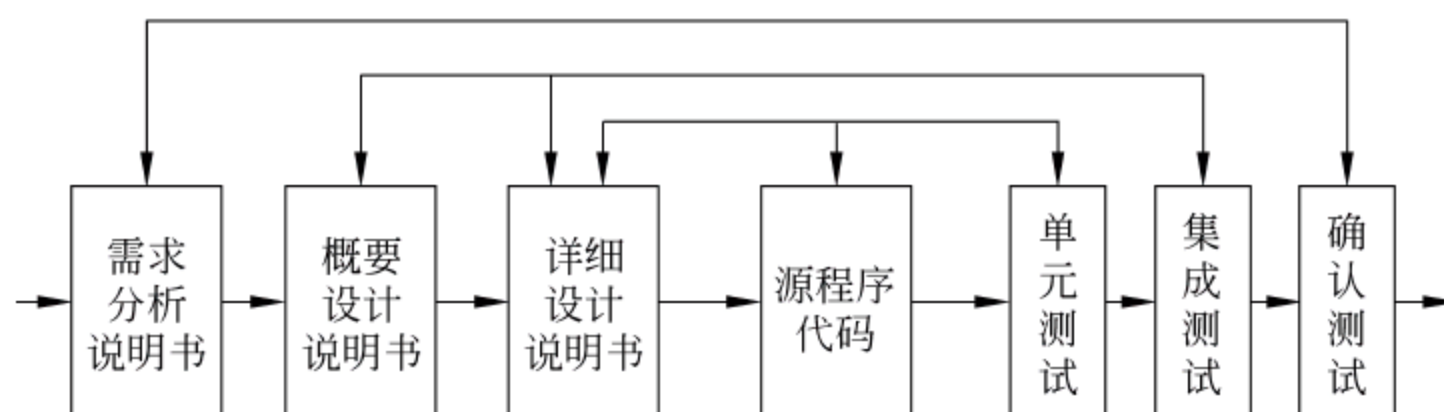 需求
分析
说明书
概要
设计
说明书
详细
设计
说明书
源程序
代码
单
元
测
试
集
成
测
试
确
认
测
试